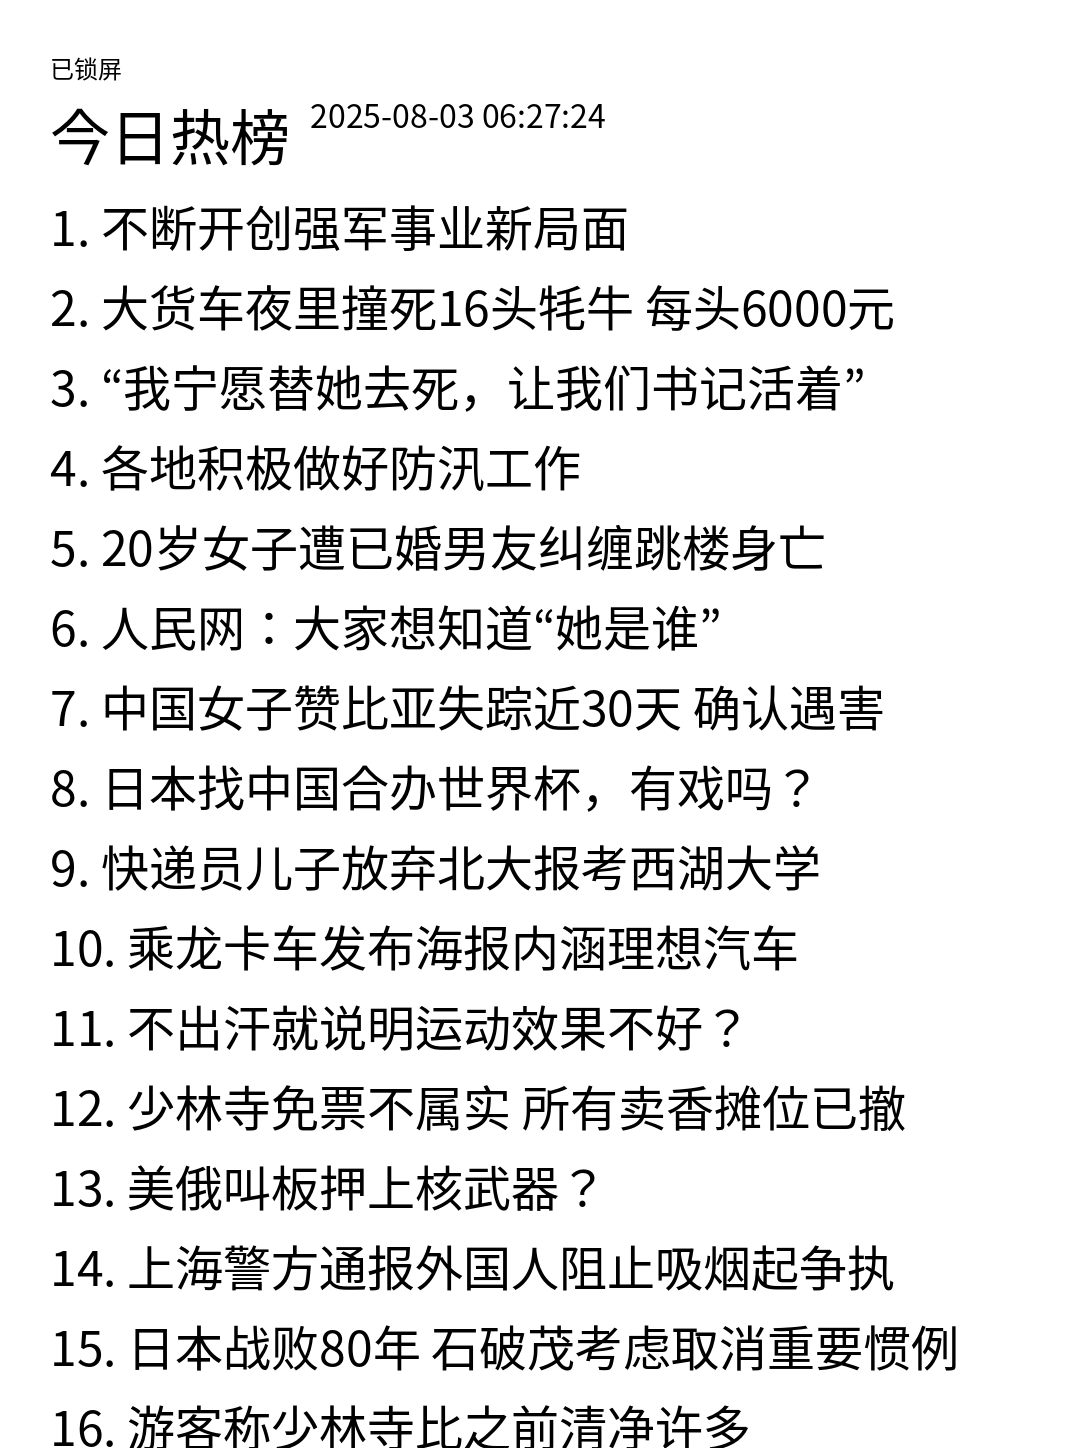 已锁屏
今日热榜 2025-08-03 06:27:24
1. 不断开创强军事业新局面
2. 大货车夜里撞死16头牦牛 每头6000元
3. “我宁愿替她去死，让我们书记活着”
4. 各地积极做好防汛工作
5. 20岁女子遭已婚男友纠缠跳楼身亡
6. 人民网：大家想知道“她是谁”
7. 中国女子赞比亚失踪近30天 确认遇害
8. 日本找中国合办世界杯，有戏吗？
9. 快递员儿子放弃北大报考西湖大学
10. 乘龙卡车发布海报内涵理想汽车
11. 不出汗就说明运动效果不好？
12. 少林寺免票不属实 所有卖香摊位已撤
13. 美俄叫板押上核武器？
14. 上海警方通报外国人阻止吸烟起争执
15. 日本战败80年 石破茂考虑取消重要惯例
16. 游客称少林寺比之前清净许多